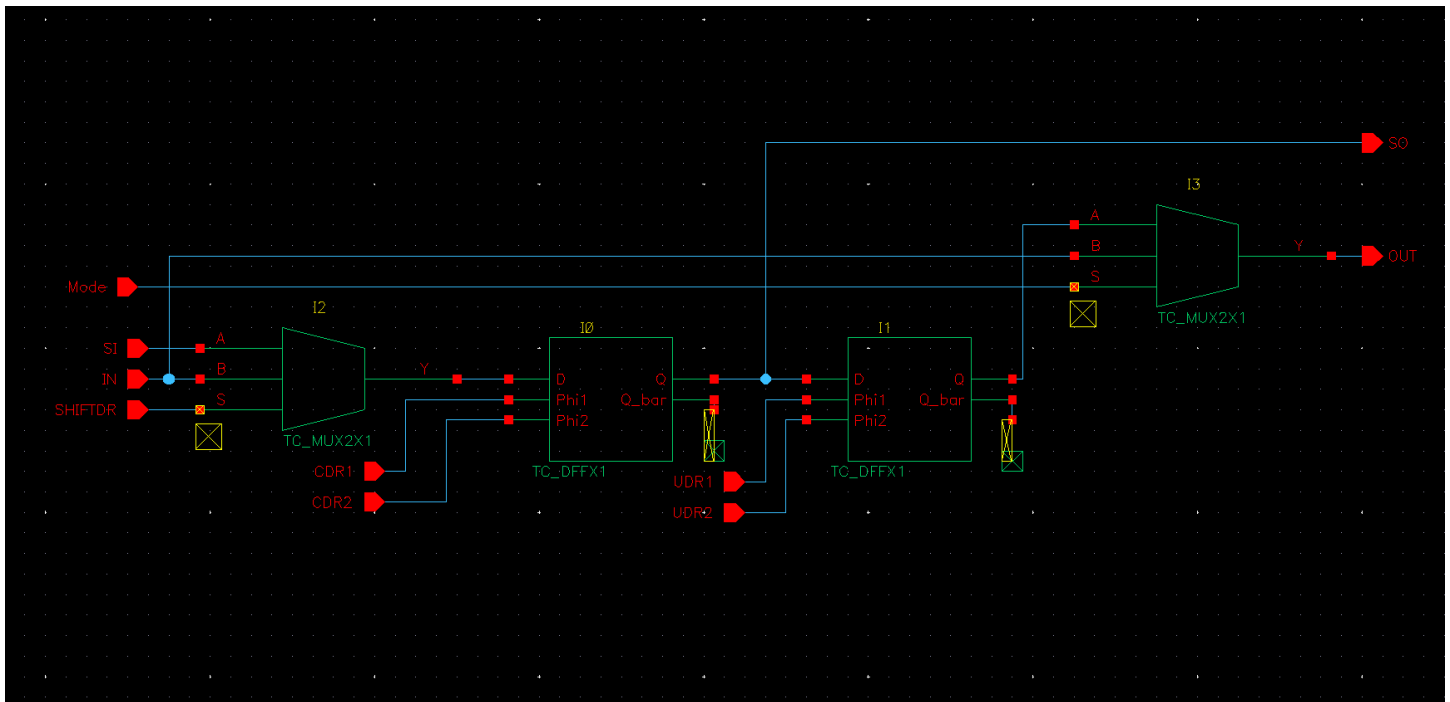 SO
I3
A
B
Y
OUT
Mode
S
I2
I0
I1
TC_MUX2X1
SI
A
IN
B
Y
D
Q
D
Q
SHIFTDR
S
Phi1
Q_bar
Phi1
Q_bar
Phi2
Phi2
TC_MUX2X1
CDR1
TC_DFFX1
TC_DFFX1
UDR1
CDR2
UDR2